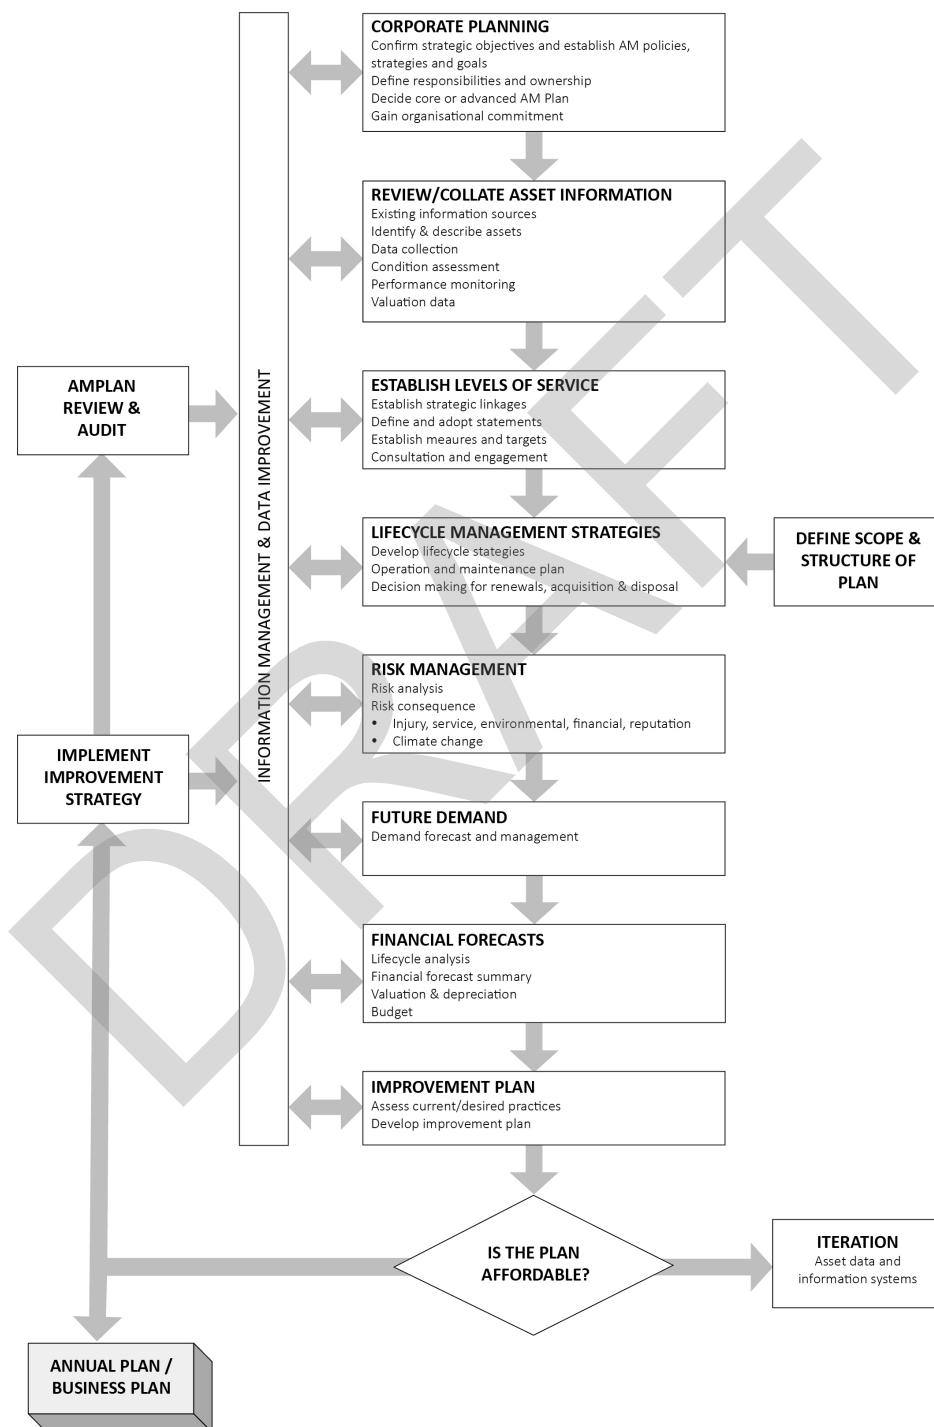 CORPORATE PLANNING
Confirm strategic objectives and establish AM policies,
strategies and goals
Define responsibilities and ownership
Decide core or advanced AM Plan
Gain organisational commitment
REVIEW/COLLATE ASSET INFORMATION
Existing information sources
Identify & describe assets
Data collection
Condition assessment
Performance monitoring
Valuation data
ESTABLISH LEVELS OF SERVICE
Establish strategic linkages
Define and adopt statements
Establish meaures and targets
Consultation and engagement
LIFECYCLE MANAGEMENT STRATEGIES
Develop lifecycle stategies
Operation and maintenance plan
Decision making for renewals, acquisition & disposal
DEFINE SCOPE &
STRUCTURE OF
PLAN
RISK MANAGEMENT
Risk analysis
Risk consequence
• Injury, service, environmental, financial, reputation
• Climate change
FUTURE DEMAND
Demand forecast and management
FINANCIAL FORECASTS
Lifecycle analysis
Financial forecast summary
Valuation & depreciation
Budget
IMPROVEMENT PLAN
Assess current/desired practices
Develop improvement plan
IS THE PLAN
AFFORDABLE?
ITERATION
Asset data and
information systems
INFORMATION MANAGEMENT & DATA IMPROVEMENT
AMPLAN
REVIEW &
AUDIT
IMPLEMENT
IMPROVEMENT
STRATEGY
ANNUAL PLAN /
BUSINESS PLAN
DRAFT